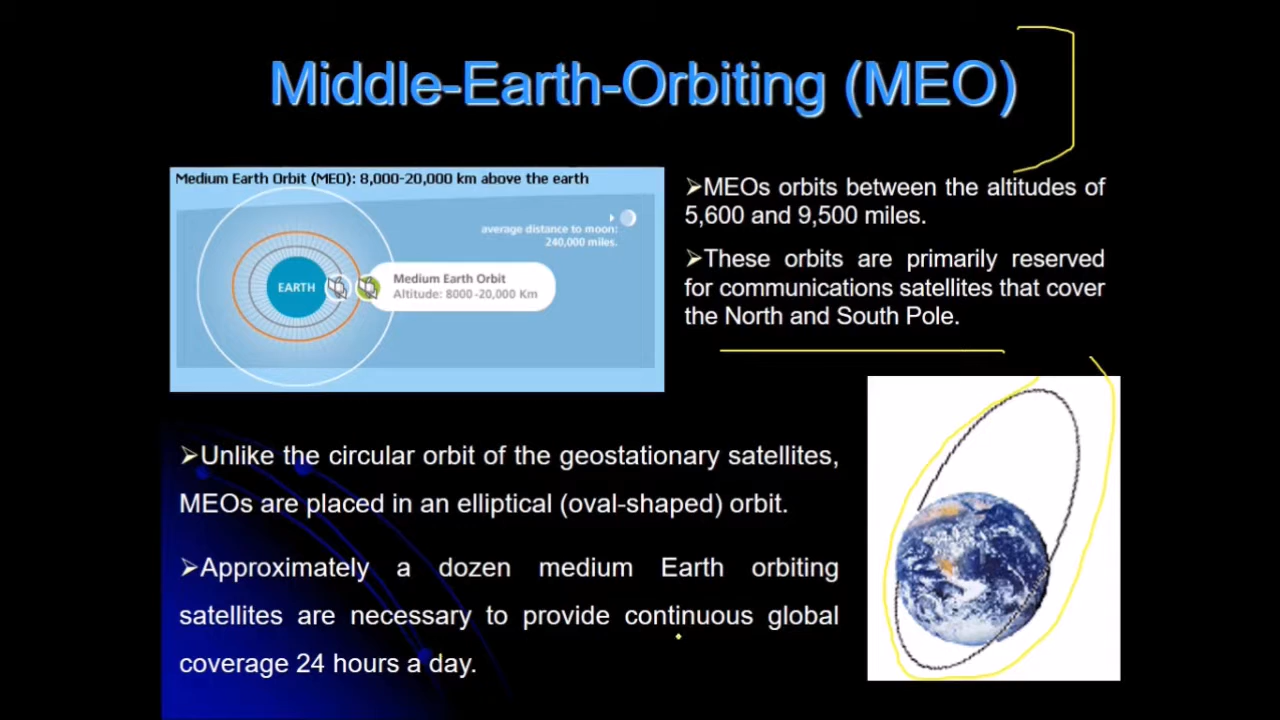 Middle-Earth-Orbiting (MEO)
Medium Earth Orbit (MEO): 8,000-20,000 km above the earth
average distance to moon:
240,000 miles.
EARTH
Medium Earth Orbit
Altitude: 8000-20,000 Km
➢MEOs orbits between the altitudes of
5,600 and 9,500 miles.
➢These orbits are primarily reserved
for communications satellites that cover
the North and South Pole.
➢Unlike the circular orbit of the geostationary satellites,
MEOs are placed in an elliptical (oval-shaped) orbit.
➢Approximately a dozen medium Earth orbiting
satellites are necessary to provide continuous global
coverage 24 hours a day.